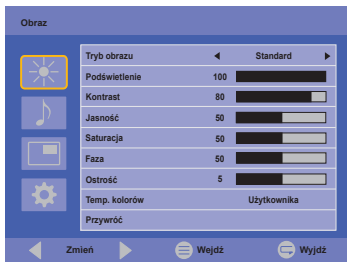 Obraz
Tryb obrazu Standard
Podświetlenie 100
Kontrast 80
Jasność 50
Saturacja 50
Faza 50
Ostrość 5
Temp. kolorów Użytkownika
Przywróć
Zmień Wejdź Wyjdź